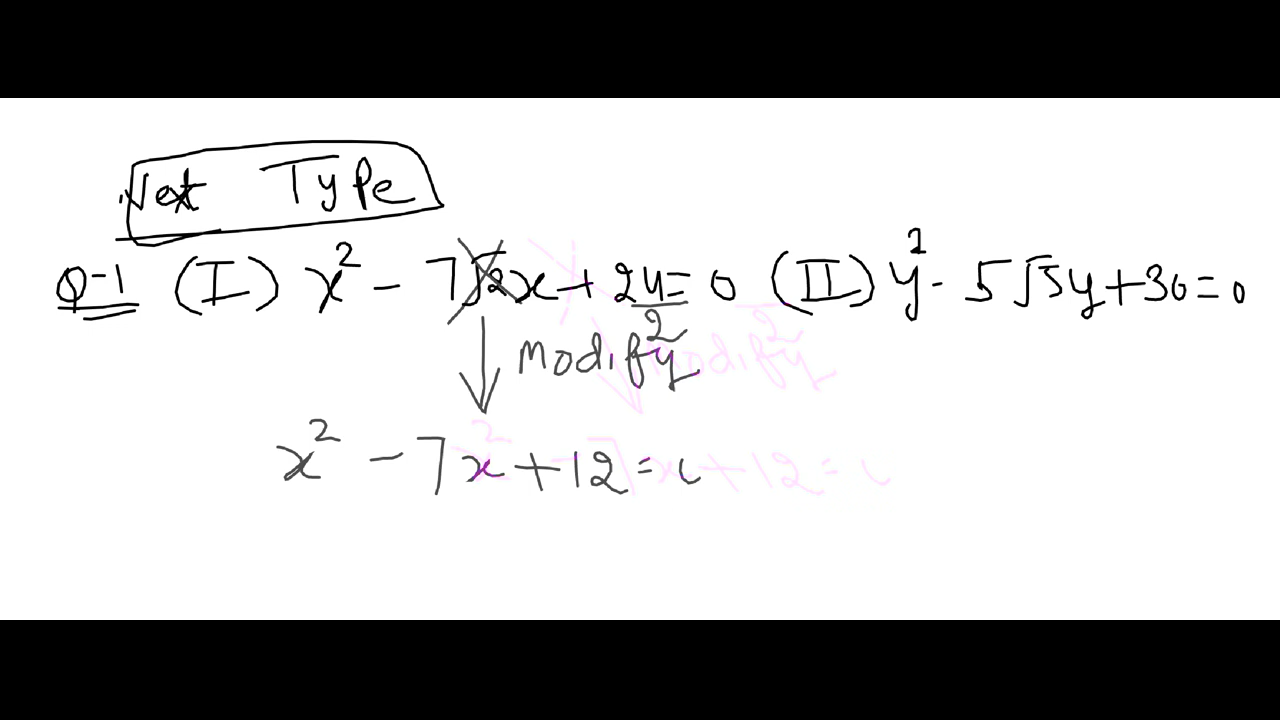 Next Type
Q-1 (I) x² - 7√2x + 24 = 0 (II) y² - 5√5y + 30 = 0
2
Modify
x² - 7x + 12 = 0